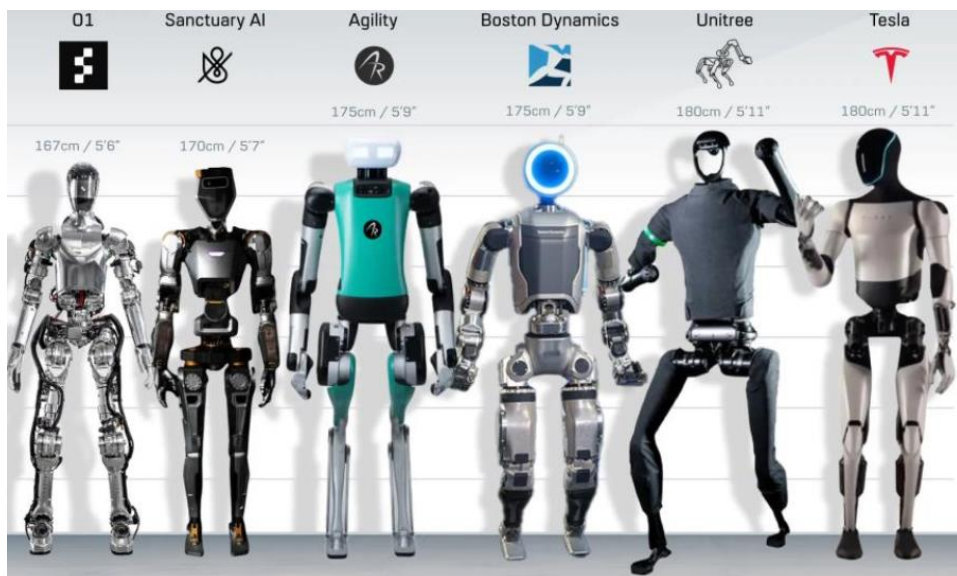 01
Sanctuary AI
Agility
Boston Dynamics
Unitree
Tesla
175cm / 5'9"
175cm / 5'9"
180cm / 5'11"
180cm / 5'11"
167cm / 5'6"
170cm / 5'7"